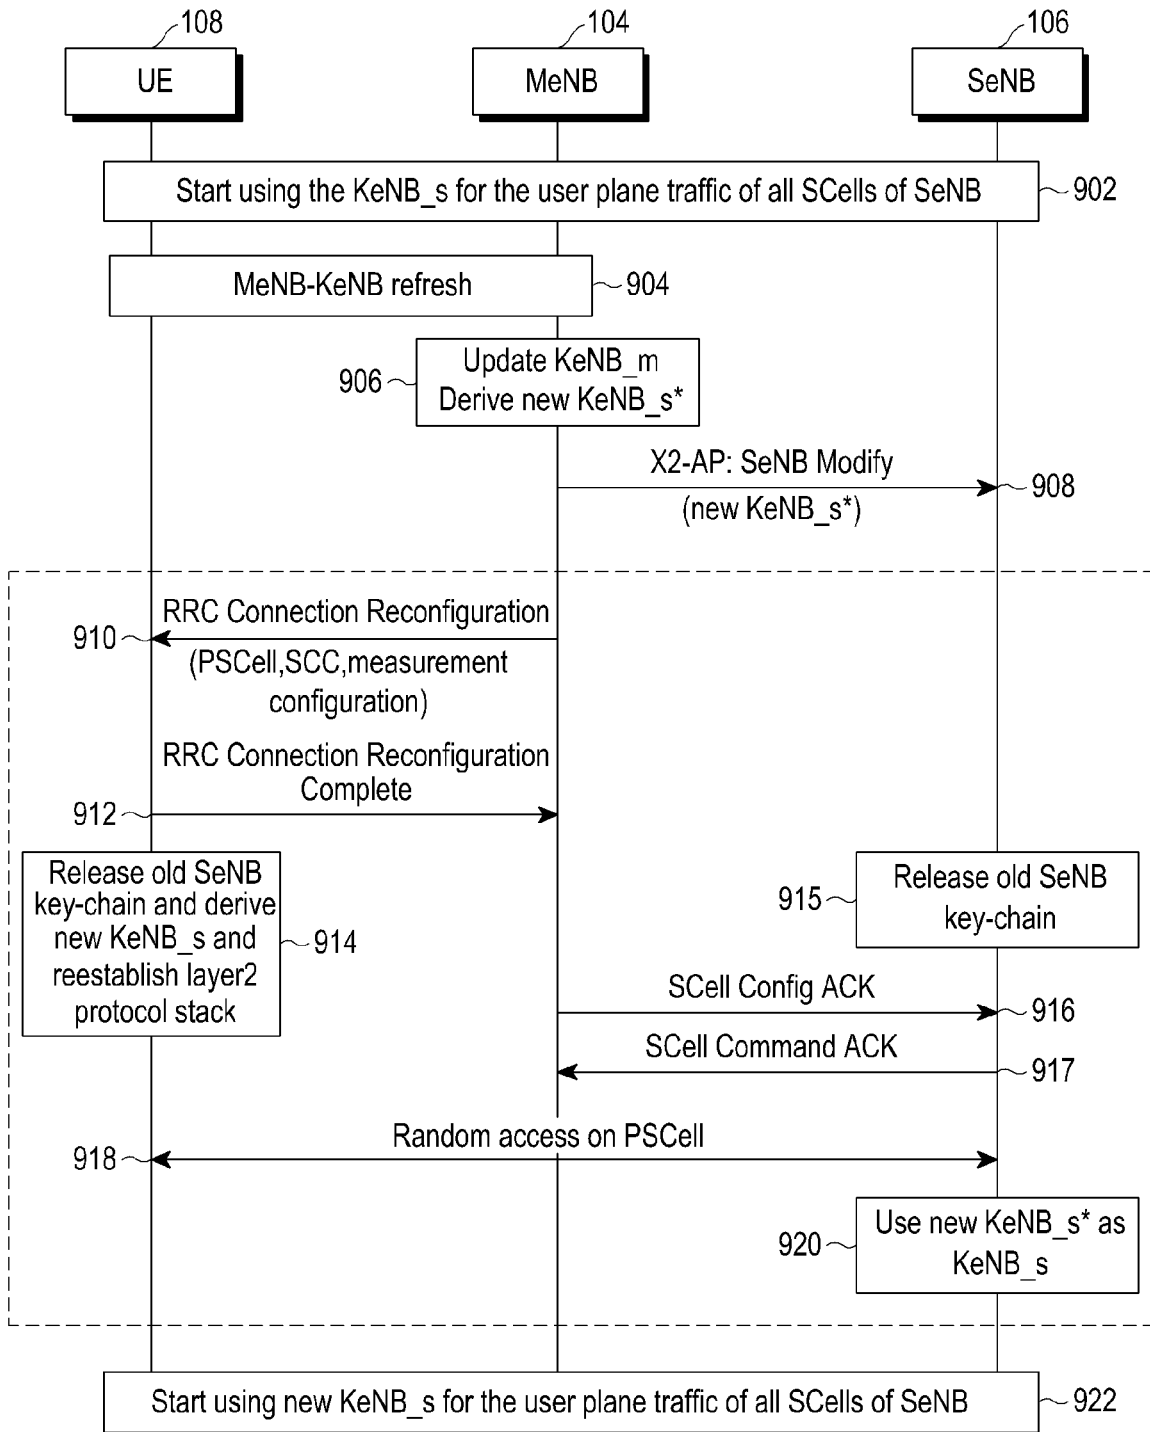 108
104
106
UE
MeNB
SeNB
Start using the KeNB_s for the user plane traffic of all SCells of SeNB
902
MeNB-KeNB refresh
904
906
Update KeNB_m
Derive new KeNB_s*
X2-AP: SeNB Modify
(new KeNB_s*)
908
RRC Connection Reconfiguration
910
(PSCell,SCC,measurement
configuration)
RRC Connection Reconfiguration
Complete
912
Release old SeNB
key-chain and derive
new KeNB_s and
reestablish layer2
protocol stack
914
915
Release old SeNB
key-chain
SCell Config ACK
916
SCell Command ACK
917
Random access on PSCell
918
920
Use new KeNB_s* as
KeNB_s
Start using new KeNB_s for the user plane traffic of all SCells of SeNB
922